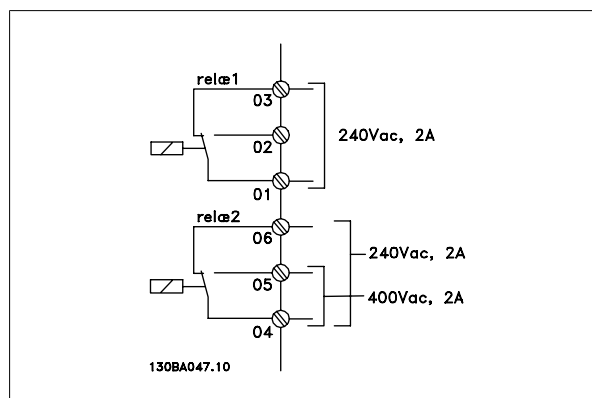 relæ1
03
02
240Vac, 2A
01
relæ2
06
240Vac, 2A
05
400Vac, 2A
04
130BA047.10